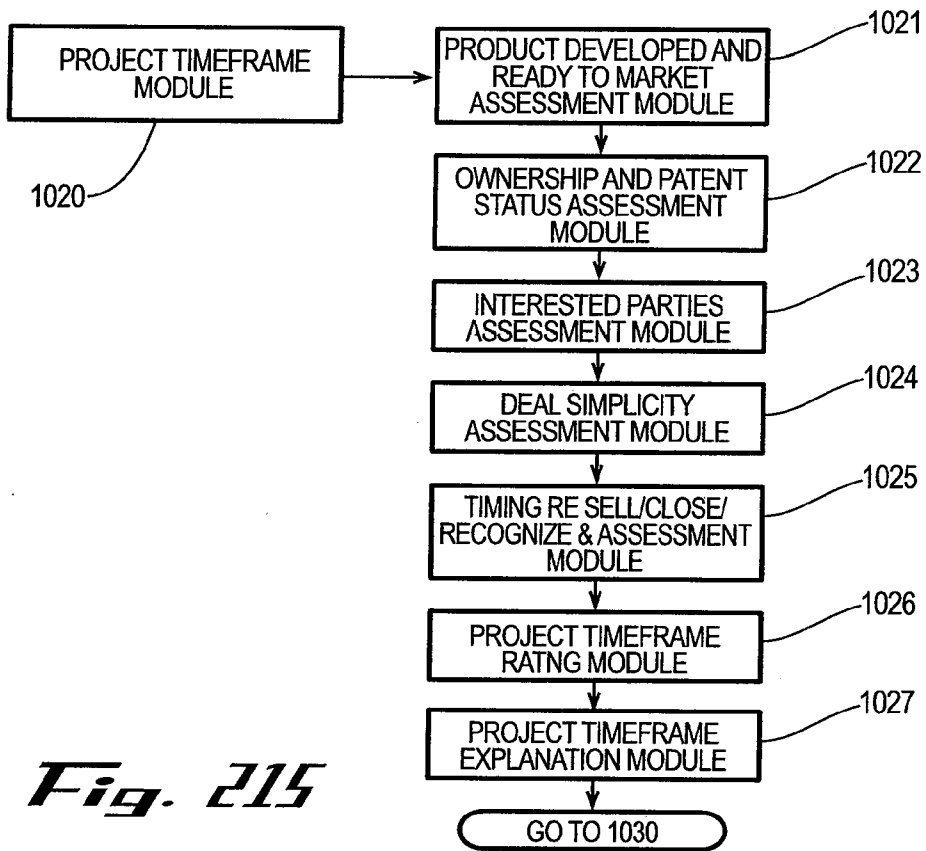 PROJECT TIMEFRAME
MODULE
1020
PRODUCT DEVELOPED AND
READY TO MARKET
ASSESSMENT MODULE
1021
OWNERSHIP AND PATENT
STATUS ASSESSMENT
MODULE
1022
INTERESTED PARTIES
ASSESSMENT MODULE
1023
DEAL SIMPLICITY
ASSESSMENT MODULE
1024
TIMING RE SELL/CLOSE/
RECOGNIZE & ASSESSMENT
MODULE
1025
PROJECT TIMEFRAME
RATNG MODULE
1026
PROJECT TIMEFRAME
EXPLANATION MODULE
1027
GO TO 1030
Fig. 21S